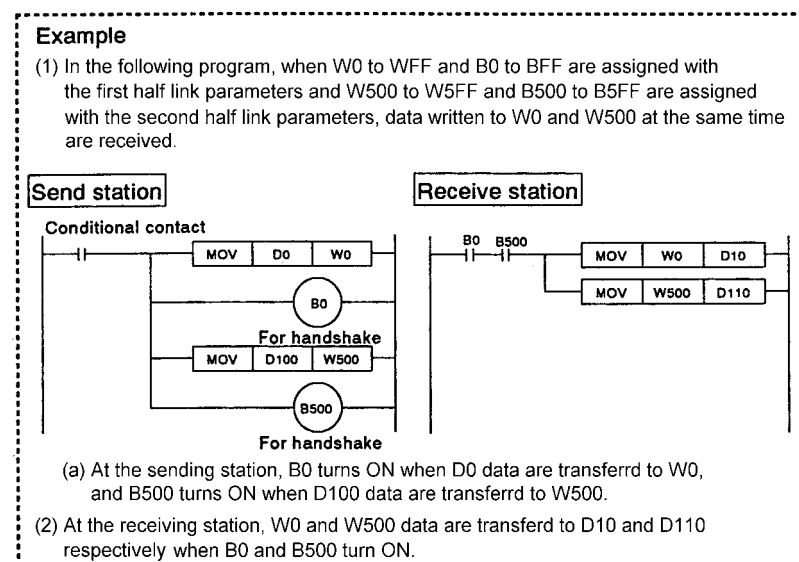 Example
(1) In the following program, when W0 to WFF and B0 to BFF are assigned with
the first half link parameters and W500 to W5FF and B500 to B5FF are assigned
with the second half link parameters, data written to W0 and W500 at the same time
are received.
Send station
Receive station
Conditional contact
MOV D0 W0
B0
For handshake
MOV D100 W500
B500
For handshake
B0 B500
MOV W0 D10
MOV W500 D110
(a) At the sending station, B0 turns ON when D0 data are transferrd to W0,
and B500 turns ON when D100 data are transferrd to W500.
(2) At the receiving station, W0 and W500 data are transferd to D10 and D110
respectively when B0 and B500 turn ON.